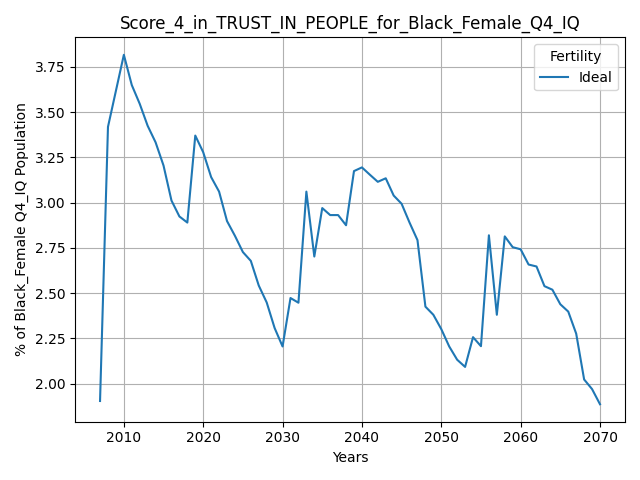 Score_4_in_TRUST_IN_PEOPLE_for_Black_Female_Q4_IQ
Fertility
Ideal
% of Black_Female Q4_IQ Population
3.75
3.50
3.25
3.00
2.75
2.50
2.25
2.00
2010 2020 2030 2040 2050 2060 2070
Years